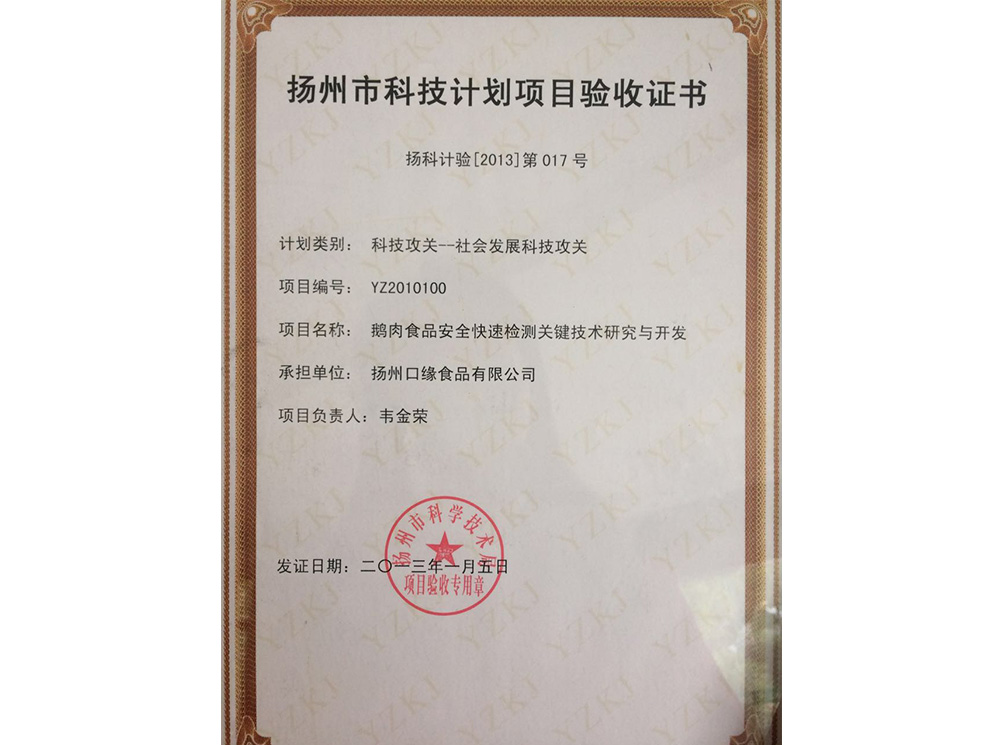 扬州市科技计划项目验收证书
扬科计验[2013]第 017 号
计划类别： 科技攻关--社会发展科技攻关
项目编号： YZ2010100
项目名称： 鹅肉食品安全快速检测关键技术研究与开发
承担单位： 扬州口缘食品有限公司
项目负责人：韦金荣
扬州市科学技术局
发证日期：二〇一三年一月五日
项目验收专用章